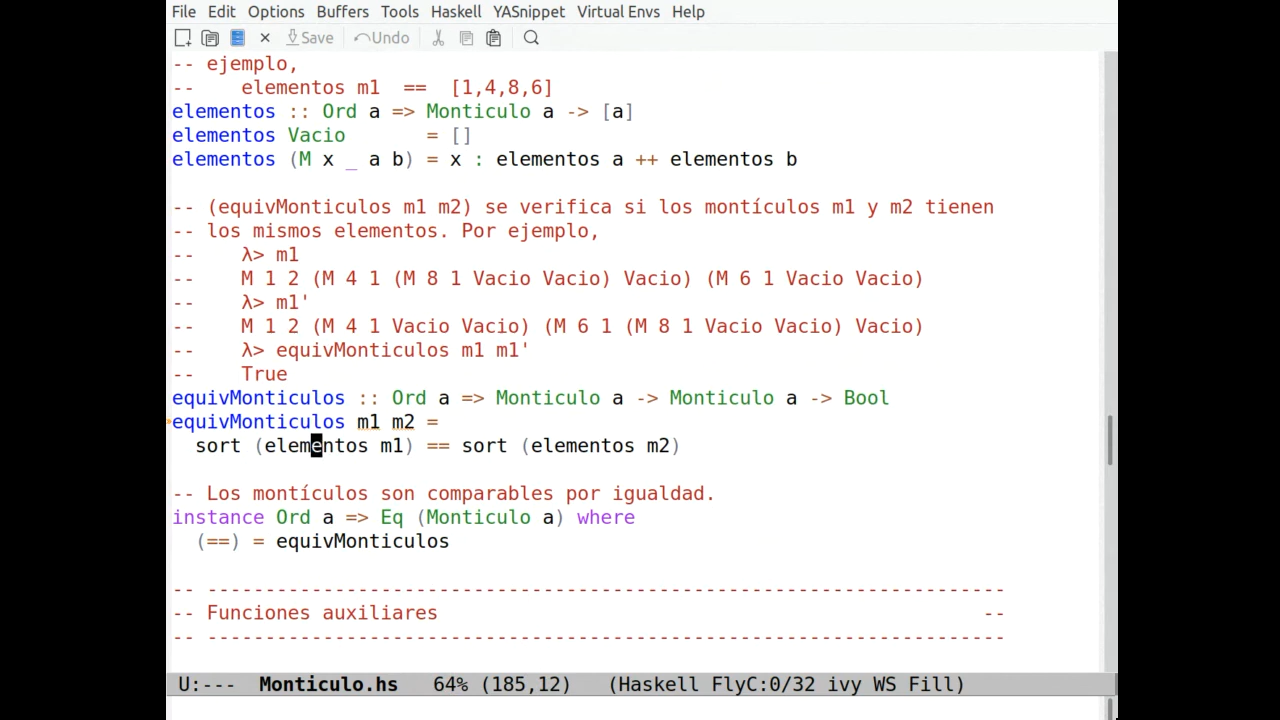 File Edit Options Buffers Tools Haskell YASnippet Virtual Envs Help
Save Undo
-- ejemplo,
--    elementos m1  ==  [1,4,8,6]
elementos :: Ord a => Monticulo a -> [a]
elementos Vacio       = []
elementos (M x _ a b) = x : elementos a ++ elementos b
-- (equivMonticulos m1 m2) se verifica si los montículos m1 y m2 tienen
-- los mismos elementos. Por ejemplo,
--    λ> m1
--    M 1 2 (M 4 1 (M 8 1 Vacio Vacio) Vacio) (M 6 1 Vacio Vacio)
--    λ> m1'
--    M 1 2 (M 4 1 Vacio Vacio) (M 6 1 (M 8 1 Vacio Vacio) Vacio)
--    λ> equivMonticulos m1 m1'
--    True
equivMonticulos :: Ord a => Monticulo a -> Monticulo a -> Bool
equivMonticulos m1 m2 =
  sort (elementos m1) == sort (elementos m2)
-- Los montículos son comparables por igualdad.
instance Ord a => Eq (Monticulo a) where
  (==) = equivMonticulos
-- ---------------------------------------------------------------------
-- Funciones auxiliares                                               --
-- ---------------------------------------------------------------------
U:---  Monticulo.hs   64% (185,12)   (Haskell FlyC:0/32 ivy WS Fill)